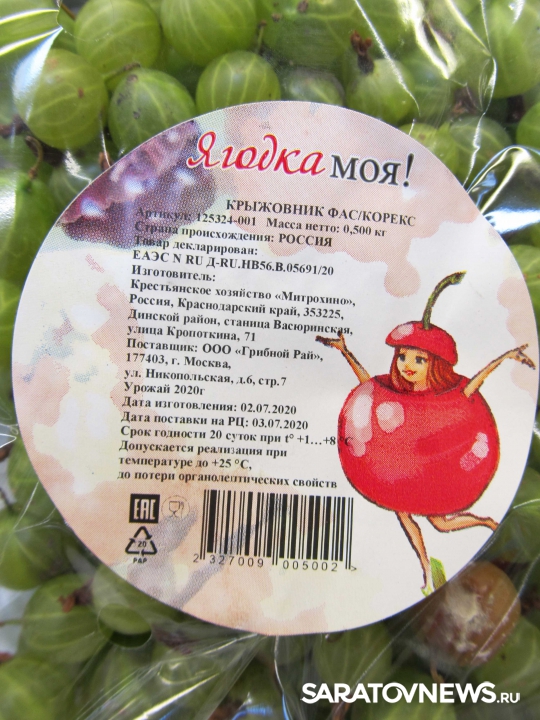 Ягодка моя!
КРЫЖОВНИК ФАС/КОРЕКС
Артикул: 125324-001 Масса нетто: 0,500 кг
Страна происхождения: РОССИЯ
Товар декларирован:
ЕАЭС N RU Д-RU.НВ56.В.05691/20
Изготовитель:
Крестьянское хозяйство «Митрохино»,
Россия, Краснодарский край, 353225,
Динской район, станица Васюринская,
улица Кропоткина, 71
Поставщик: ООО «Грибной Рай»,
177403, г. Москва,
ул. Никопольская, д.6, стр.7
Урожай 2020г
Дата изготовления: 02.07.2020
Дата поставки на РЦ: 03.07.2020
Срок годности 20 суток при t° +1...+8 °С
Допускается реализация при
температуре до +25 °С,
до потери органолептических свойств
EAC
20
PAP
2 327009 005002 >
SARATOVNEWS.RU